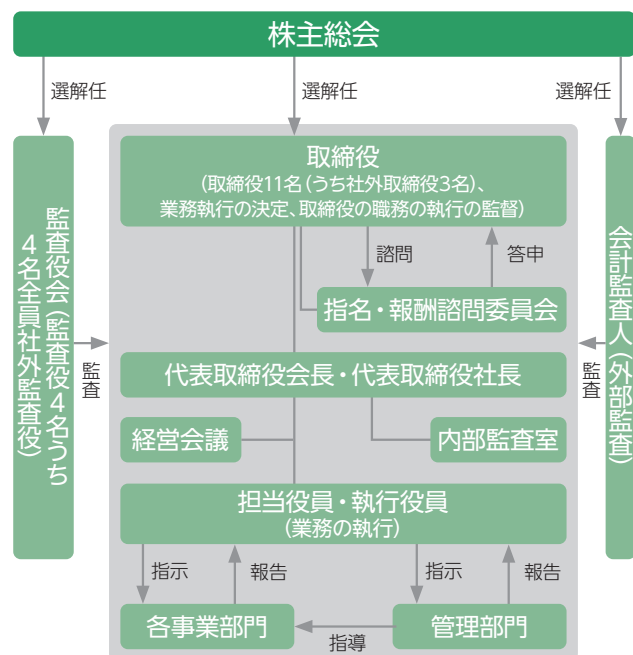 株主総会
選解任
選解任
選解任
取締役
(取締役11名(うち社外取締役3名)、
業務執行の決定、取締役の職務の執行の監督)
諮問
答申
指名・報酬諮問委員会
監査役会(監査役4名うち
4名全員社外監査役)
監査
会計監査人(外部監査)
監査
代表取締役会長・代表取締役社長
経営会議
内部監査室
担当役員・執行役員
(業務の執行)
指示
報告
指示
報告
各事業部門
指導
管理部門